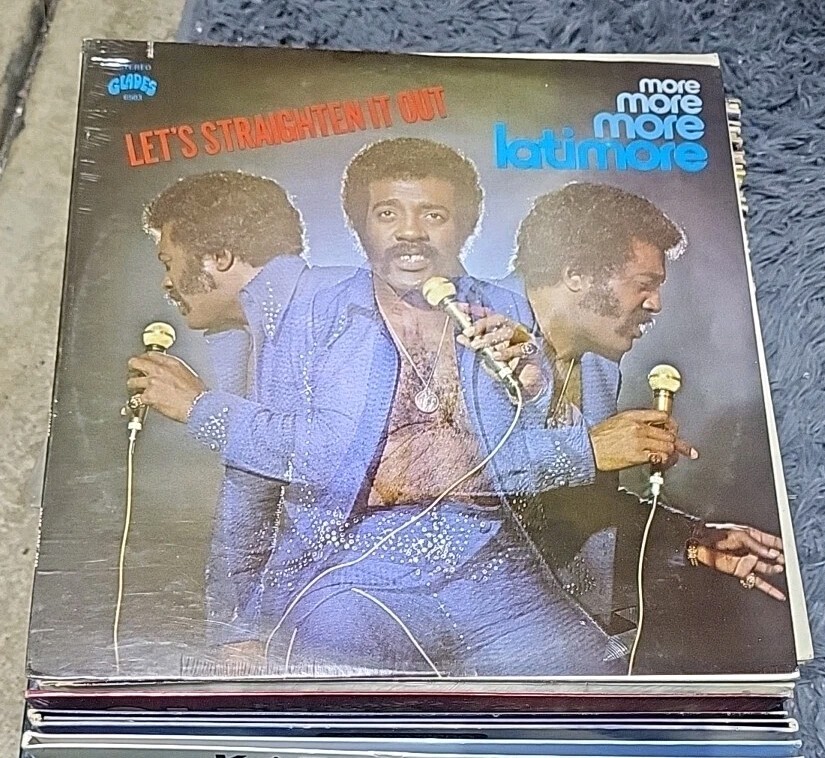 STEREO
GLADES
6503
LET'S STRAIGHTEN IT OUT
more
more
more
latimore